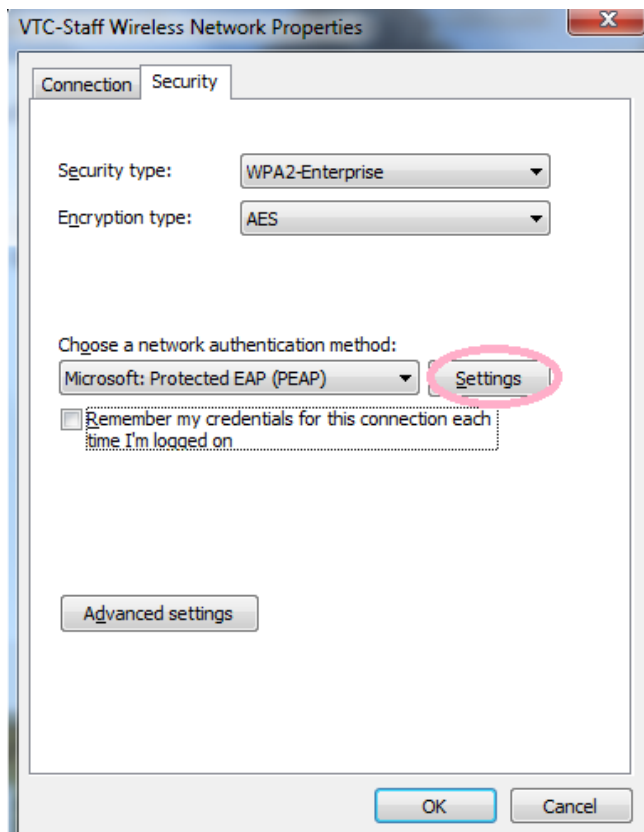 VTC-Staff Wireless Network Properties
Connection
Security
Security type:
WPA2-Enterprise
Encryption type:
AES
Choose a network authentication method:
Microsoft: Protected EAP (PEAP)
Settings
Remember my credentials for this connection each
time I'm logged on
Advanced settings
OK
Cancel